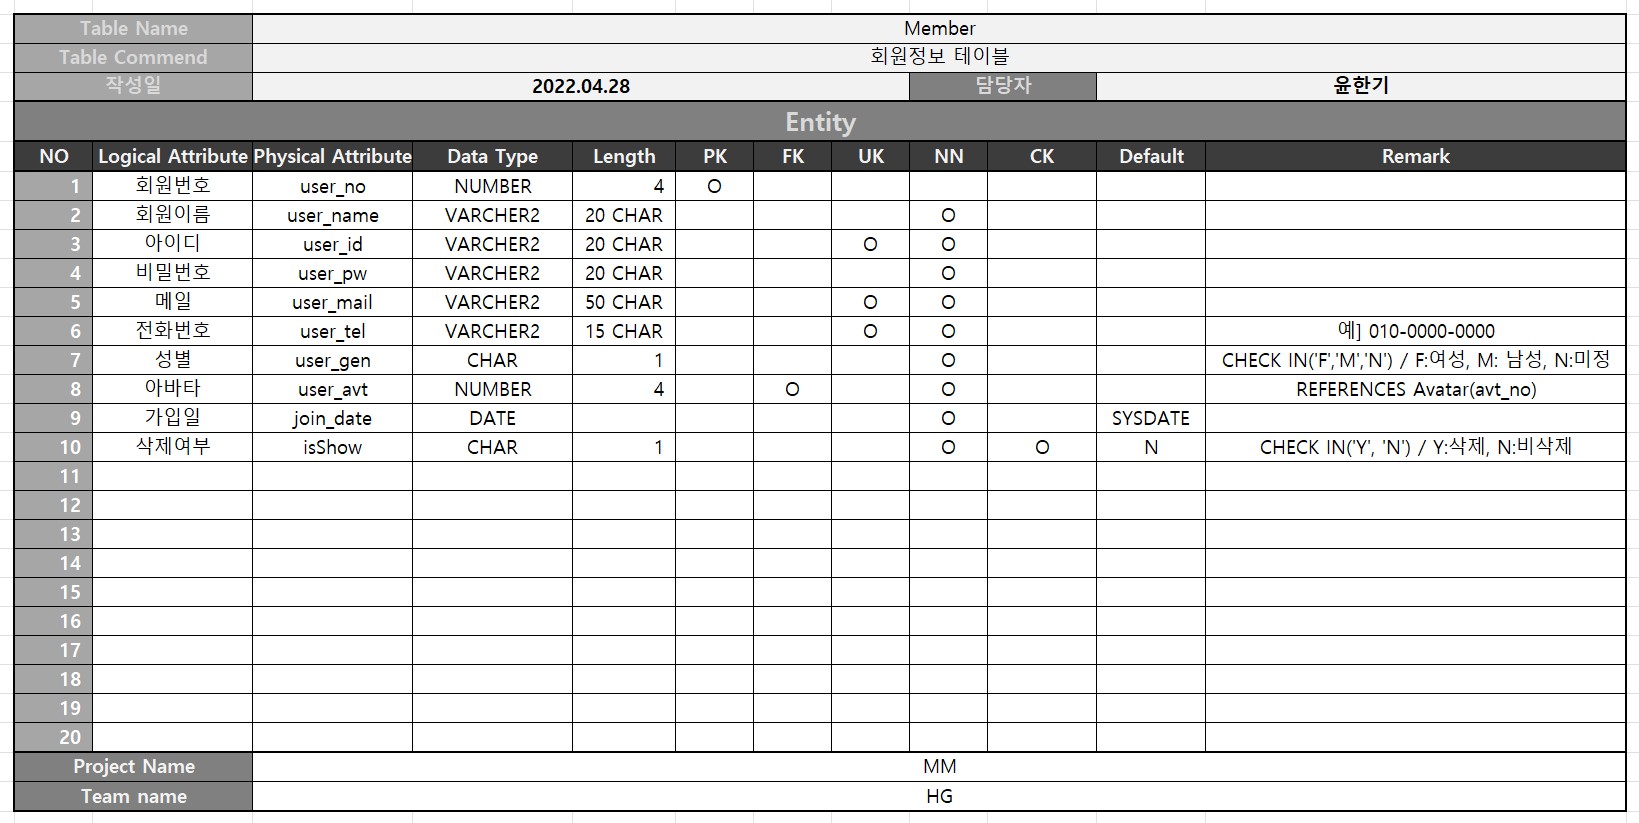 Table Name Member
Table Commend 회원정보 테이블
작성일 2022.04.28 담당자 윤한기
Entity
NO Logical Attribute Physical Attribute Data Type Length PK FK UK NN CK Default Remark
1 회원번호 user_no NUMBER 4 O
2 회원이름 user_name VARCHER2 20 CHAR O
3 아이디 user_id VARCHER2 20 CHAR O O
4 비밀번호 user_pw VARCHER2 20 CHAR O
5 메일 user_mail VARCHER2 50 CHAR O O
6 전화번호 user_tel VARCHER2 15 CHAR O O 예] 010-0000-0000
7 성별 user_gen CHAR 1 O CHECK IN('F','M','N') / F:여성, M: 남성, N:미정
8 아바타 user_avt NUMBER 4 O O REFERENCES Avatar(avt_no)
9 가입일 join_date DATE O SYSDATE
10 삭제여부 isShow CHAR 1 O O N CHECK IN('Y', 'N') / Y:삭제, N:비삭제
11
12
13
14
15
16
17
18
19
20
Project Name MM
Team name HG